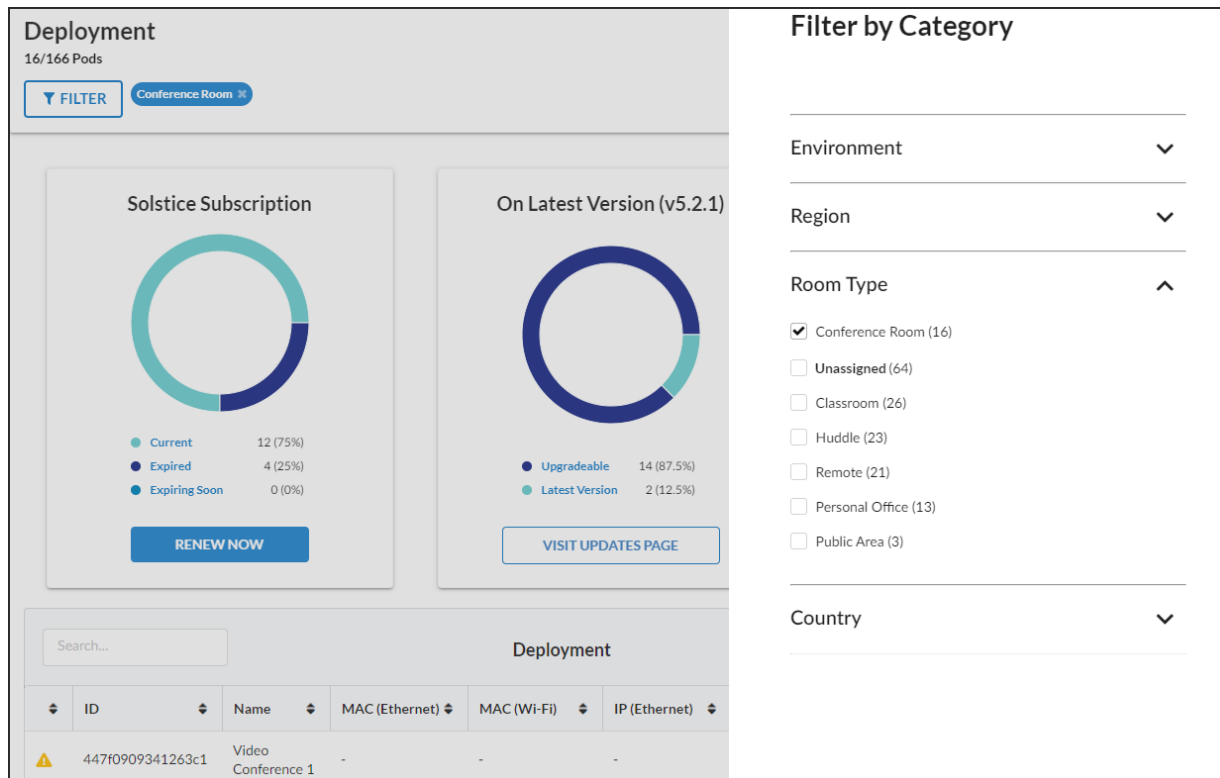 Deployment
16/166 Pods
FILTER
Conference Room ×
Solstice Subscription
Current 12 (75%)
Expired 4 (25%)
Expiring Soon 0 (0%)
RENEW NOW
On Latest Version (v5.2.1)
Upgradeable 14 (87.5%)
Latest Version 2 (12.5%)
VISIT UPDATES PAGE
Search...
Deployment
ID Name MAC (Ethernet) MAC (Wi-Fi) IP (Ethernet)
447f0909341263c1 Video Conference 1 - - -
Filter by Category
Environment
Region
Room Type
Conference Room (16)
Unassigned (64)
Classroom (26)
Huddle (23)
Remote (21)
Personal Office (13)
Public Area (3)
Country